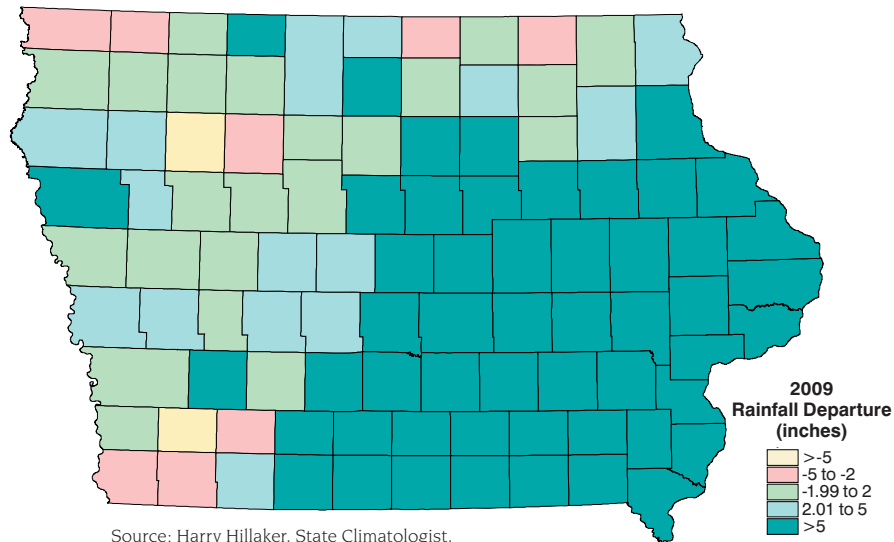 2009
Rainfall Departure
(inches)
>-5
-5 to -2
-1.99 to 2
2.01 to 5
>5
Source: Harry Hillaker, State Climatologist.